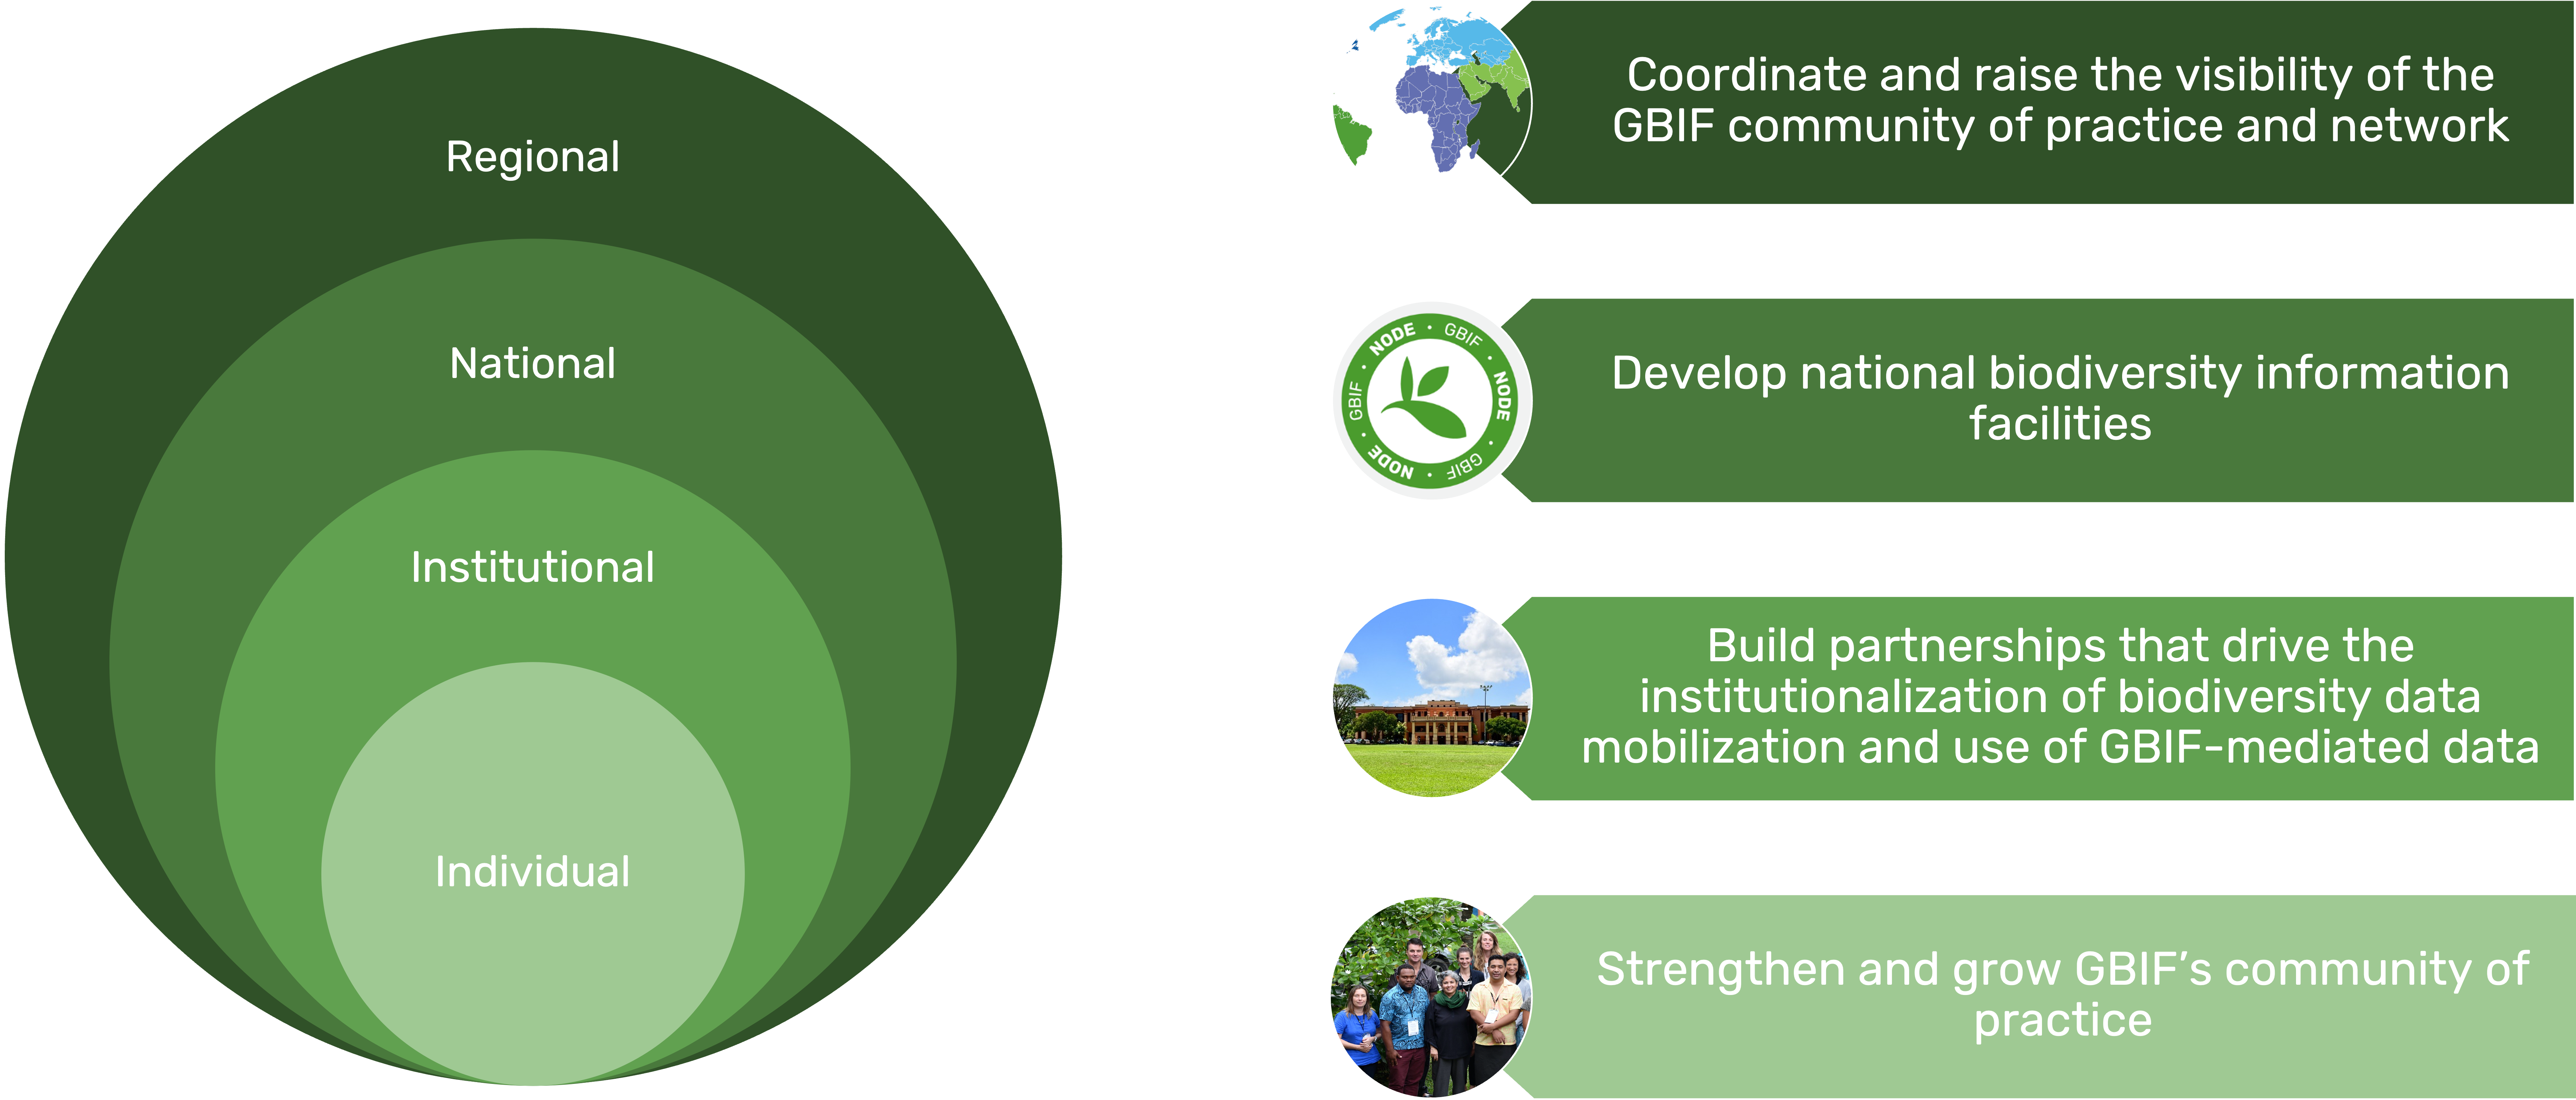 Regional
National
Institutional
Individual
Coordinate and raise the visibility of the
GBIF community of practice and network
NODE · GBIF · NODE · GBIF · NODE · GBIF ·
Develop national biodiversity information
facilities
Build partnerships that drive the
institutionalization of biodiversity data
mobilization and use of GBIF-mediated data
Strengthen and grow GBIF’s community of
practice